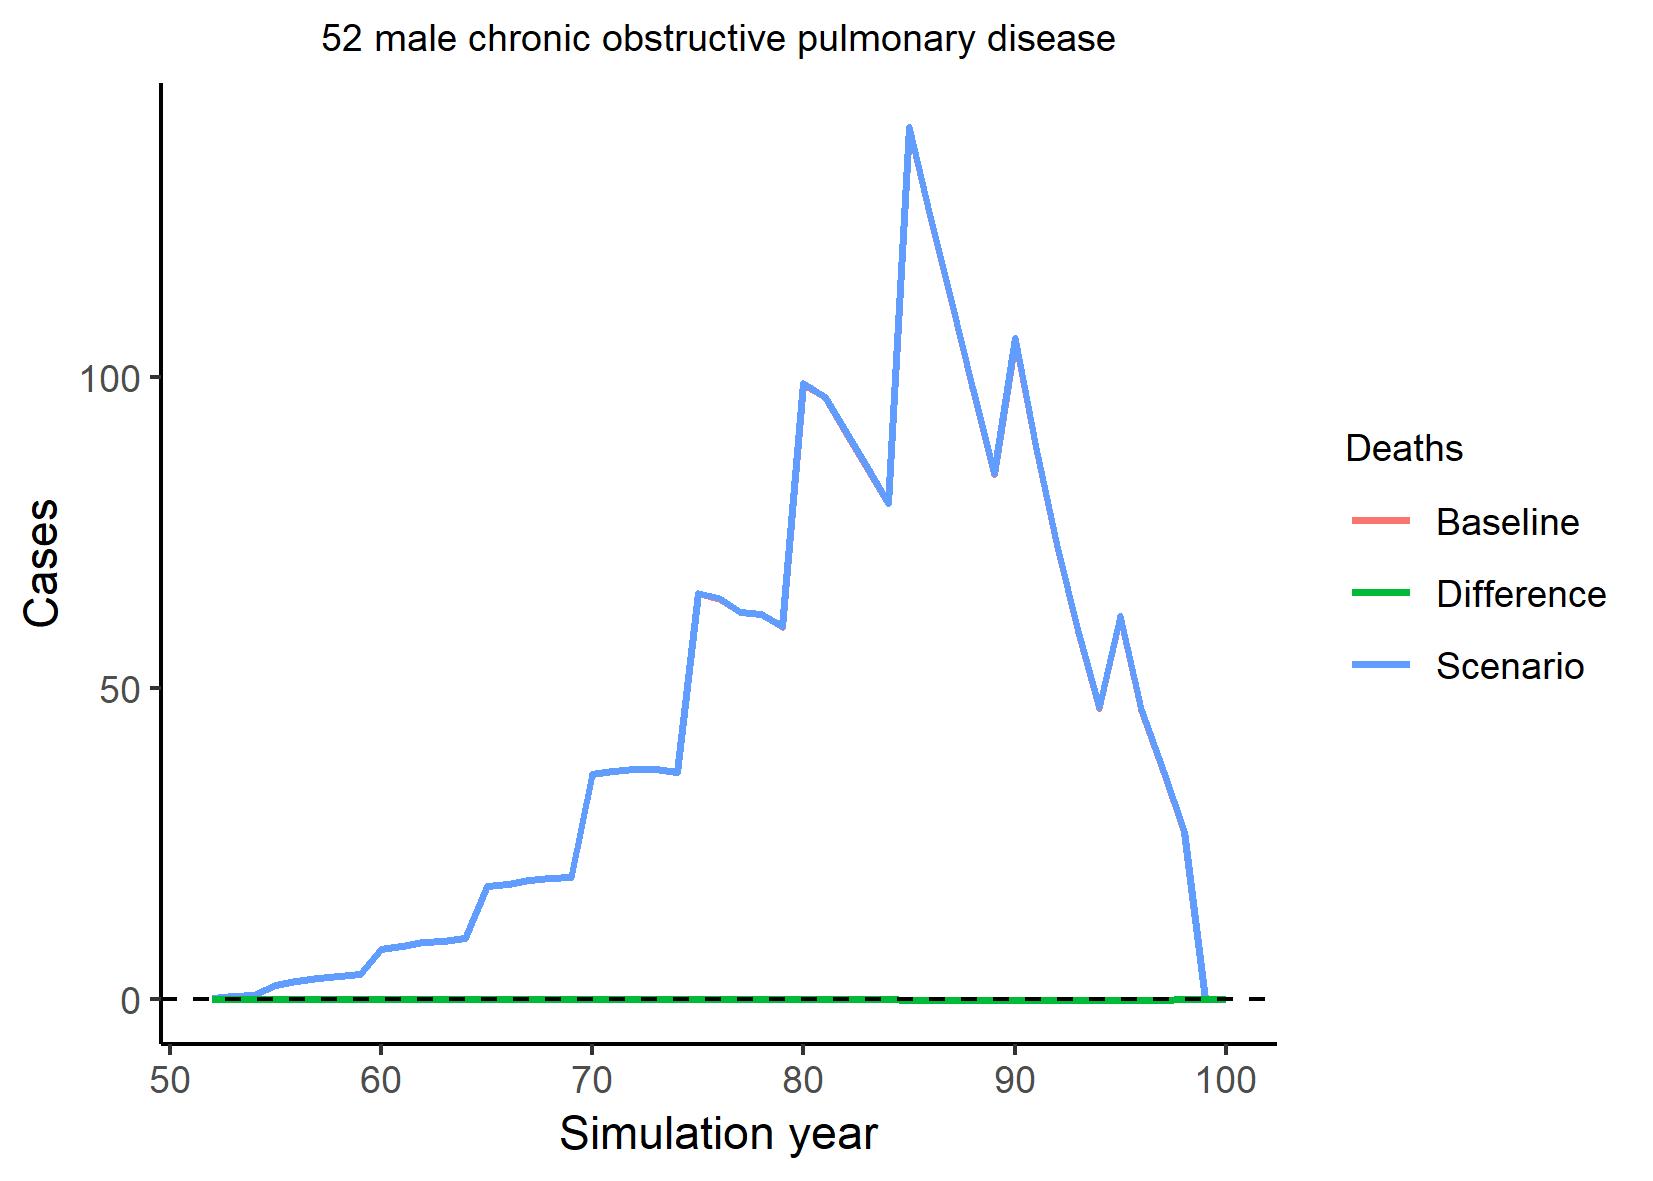 52 male chronic obstructive pulmonary disease
Cases
100
50
0
50 60 70 80 90 100
Simulation year
Deaths
Baseline
Difference
Scenario